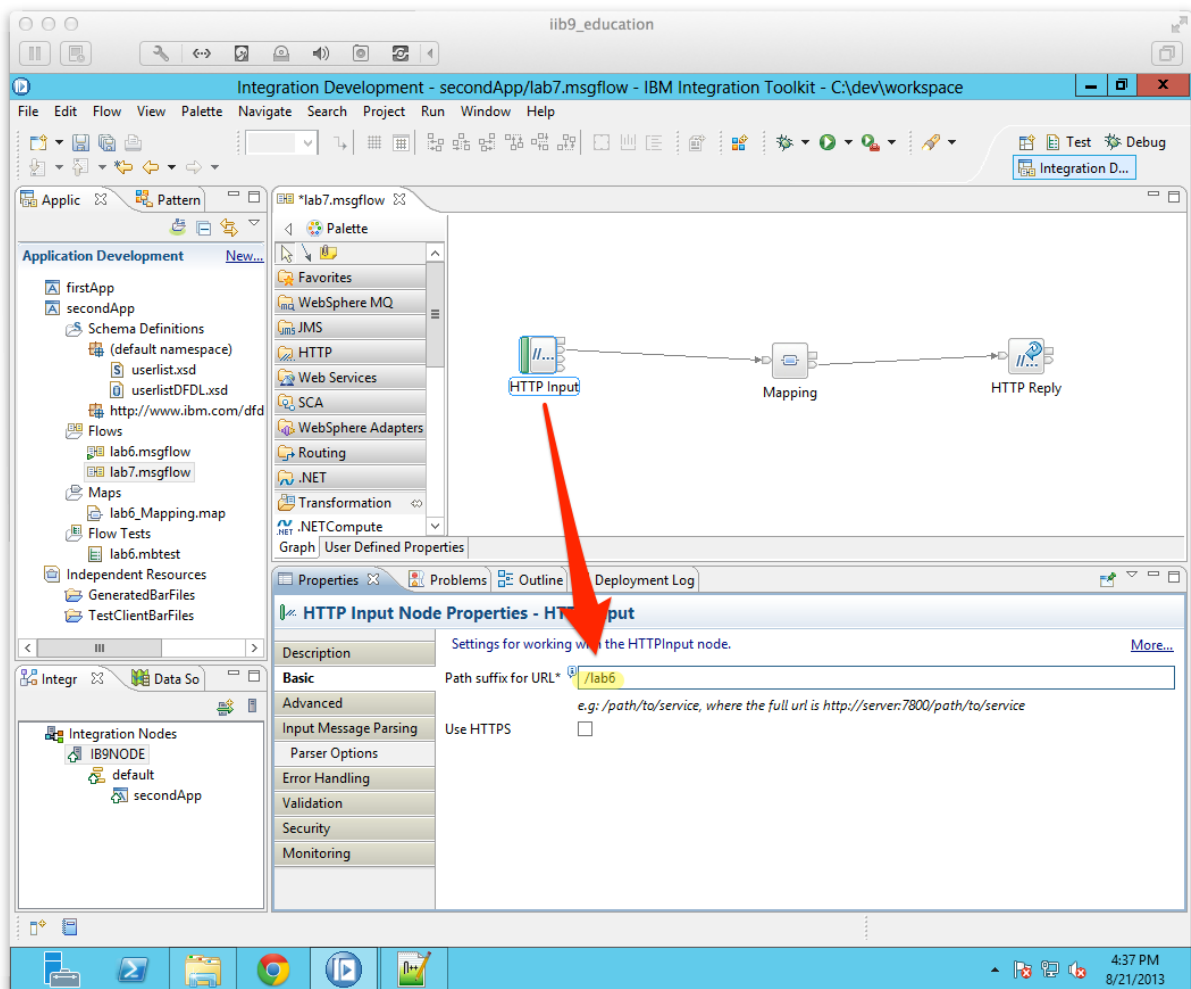 iib9_education
Integration Development - secondApp/lab7.msgflow - IBM Integration Toolkit - C:\dev\workspace
File Edit Flow View Palette Navigate Search Project Run Window Help
Test Debug
Integration D...
Applic Pattern
Application Development New...
firstApp
secondApp
Schema Definitions
(default namespace)
userlist.xsd
userlistDFDL.xsd
http://www.ibm.com/dfd
Flows
lab6.msgflow
lab7.msgflow
Maps
lab6_Mapping.map
Flow Tests
lab6.mbtest
Independent Resources
GeneratedBarFiles
TestClientBarFiles
Integr Data So
Integration Nodes
IB9NODE
default
secondApp
*lab7.msgflow
Palette
Favorites
WebSphere MQ
JMS
HTTP
Web Services
SCA
WebSphere Adapters
Routing
.NET
Transformation
.NETCompute
Graph User Defined Properties
HTTP Input
Mapping
HTTP Reply
Properties Problems Outline Deployment Log
HTTP Input Node Properties - HTTP Input
Description
Basic
Advanced
Input Message Parsing
Parser Options
Error Handling
Validation
Security
Monitoring
Settings for working with the HTTPInput node. More...
Path suffix for URL* /lab6
e.g: /path/to/service, where the full url is http://server:7800/path/to/service
Use HTTPS
4:37 PM
8/21/2013